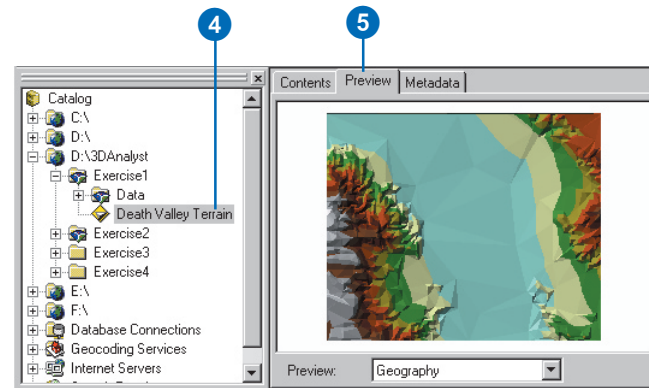 4
5
Contents Preview Metadata
Catalog
C:\
D:\
D:\3DAnalyst
Exercise1
Data
Death Valley Terrain
Exercise2
Exercise3
Exercise4
E:\
F:\
Database Connections
Geocoding Services
Internet Servers
Preview: Geography